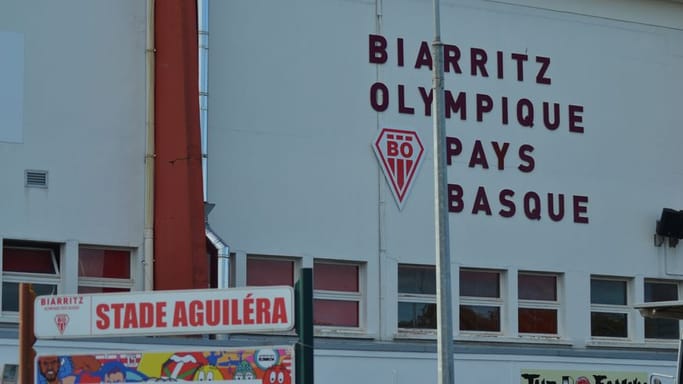 BIARRITZ
OLYMPIQUE
PAYS
BASQUE
BO
BIARRITZ
STADE AGUILÉRA